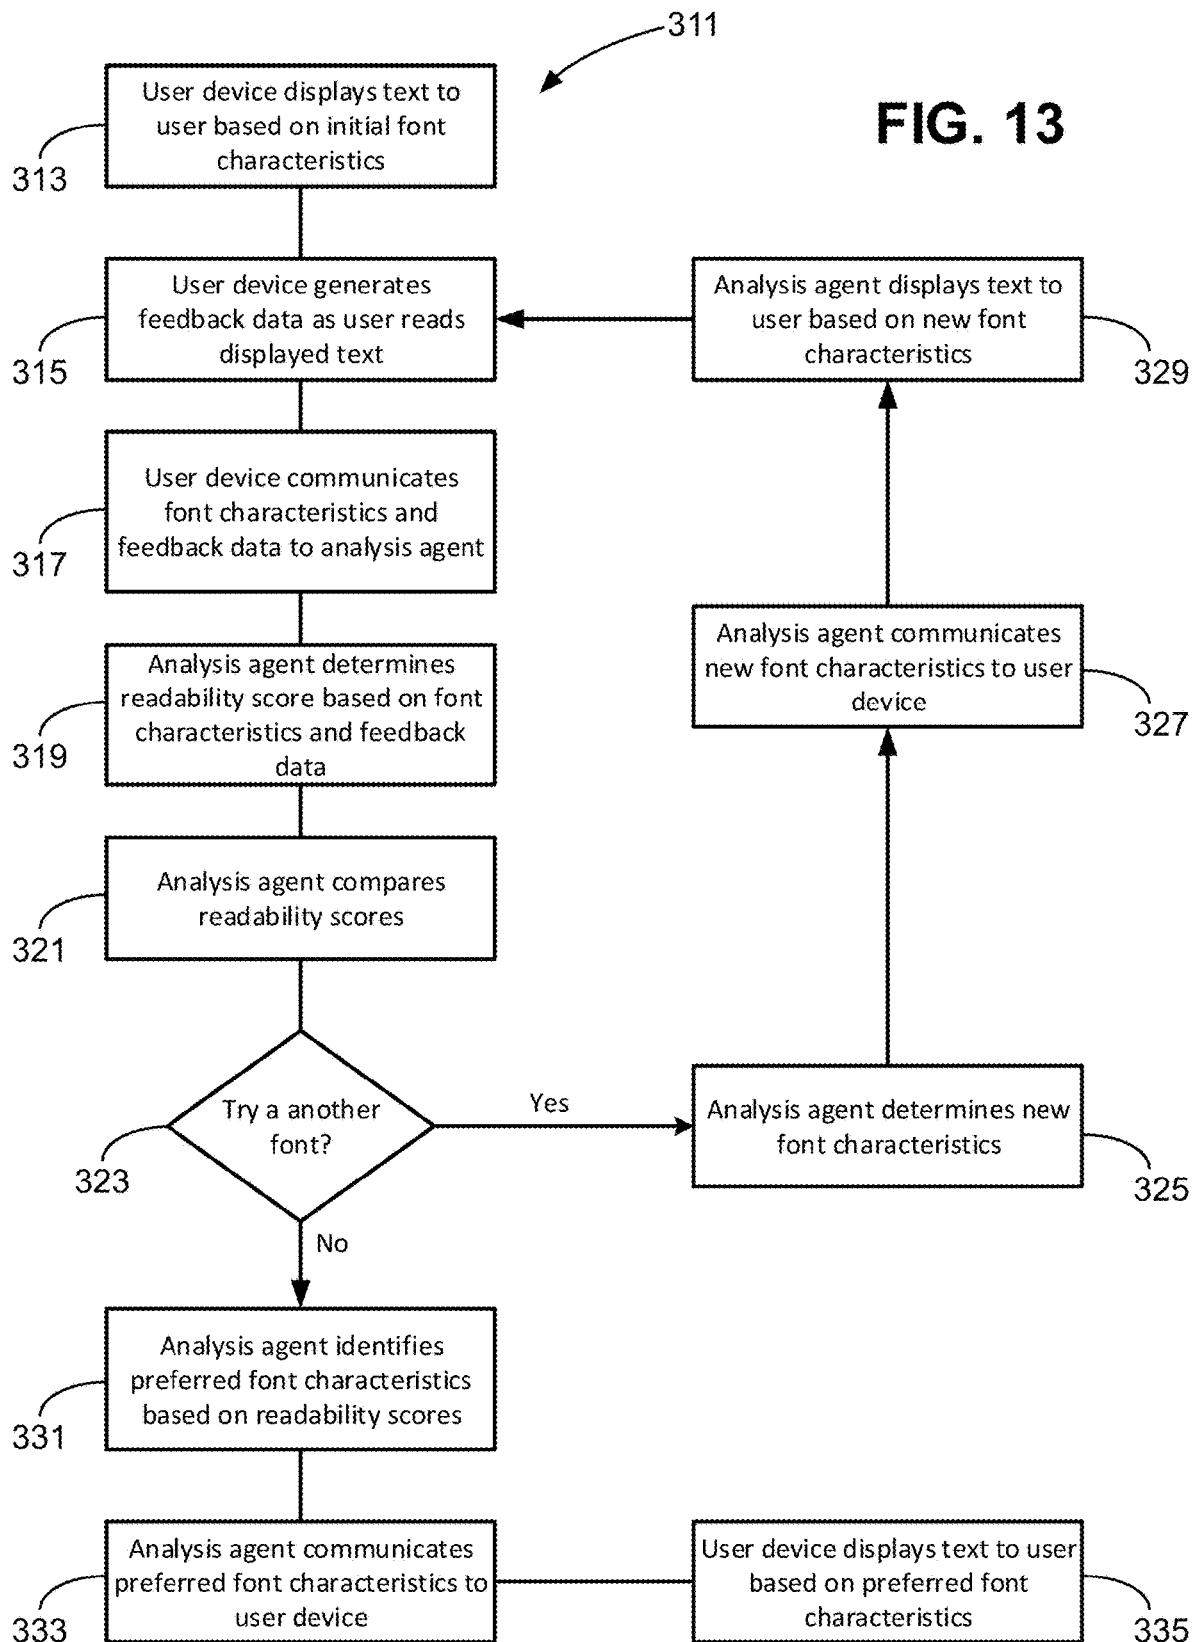 311
FIG. 13
User device displays text to
user based on initial font
characteristics
313
User device generates
feedback data as user reads
displayed text
315
Analysis agent displays text to
user based on new font
characteristics
329
User device communicates
font characteristics and
feedback data to analysis agent
317
Analysis agent communicates
new font characteristics to user
device
327
Analysis agent determines
readability score based on font
characteristics and feedback
data
319
Analysis agent compares
readability scores
321
Try a another
font?
323
Yes
Analysis agent determines new
font characteristics
325
No
Analysis agent identifies
preferred font characteristics
based on readability scores
331
Analysis agent communicates
preferred font characteristics to
user device
333
User device displays text to user
based on preferred font
characteristics
335